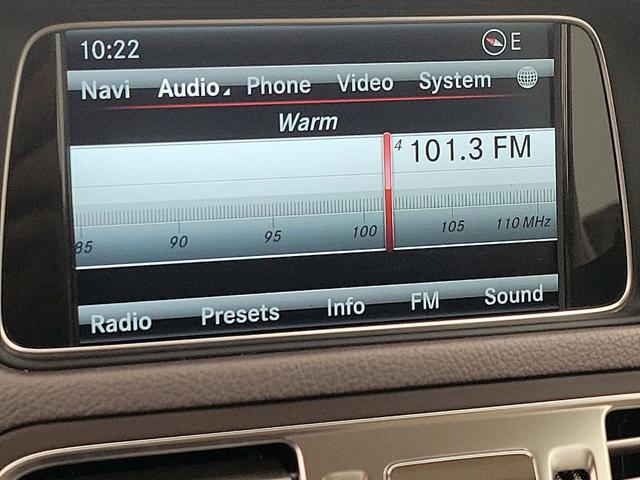 10:22 E
Navi Audio Phone Video System
Warm
4 101.3 FM
85 90 95 100 105 110 MHz
Radio Presets Info FM Sound